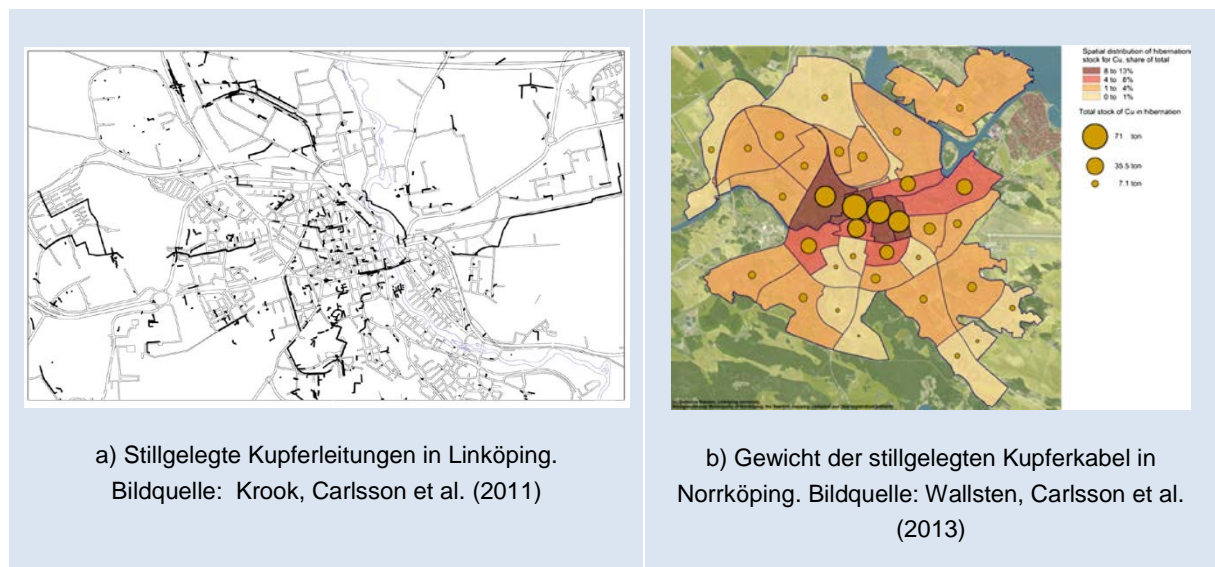 Spatial distribution of hibernation
stock for Cu, share of total
8 to 13%
4 to 8%
1 to 4%
0 to 1%
Total stock of Cu in hibernation
71 ton
35.5 ton
7.1 ton
a) Stillgelegte Kupferleitungen in Linköping.
Bildquelle: Krook, Carlsson et al. (2011)
b) Gewicht der stillgelegten Kupferkabel in
Norrköping. Bildquelle: Wallsten, Carlsson et al.
(2013)